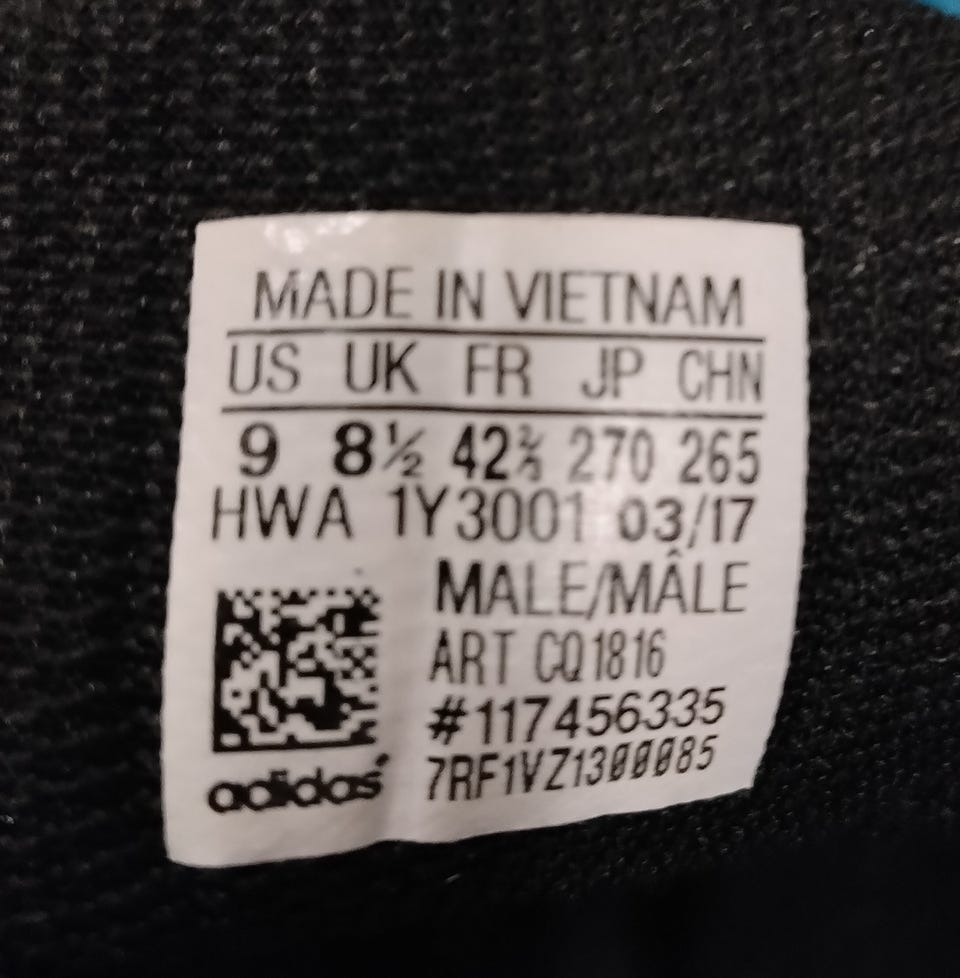 MADE IN VIETNAM
US UK FR JP CHN
9 8½ 42⅔ 270 265
HWA 1Y3001 03/17
MALE/MÂLE
ART CQ1816
#117456335
7RF1VZ1300085
adidas